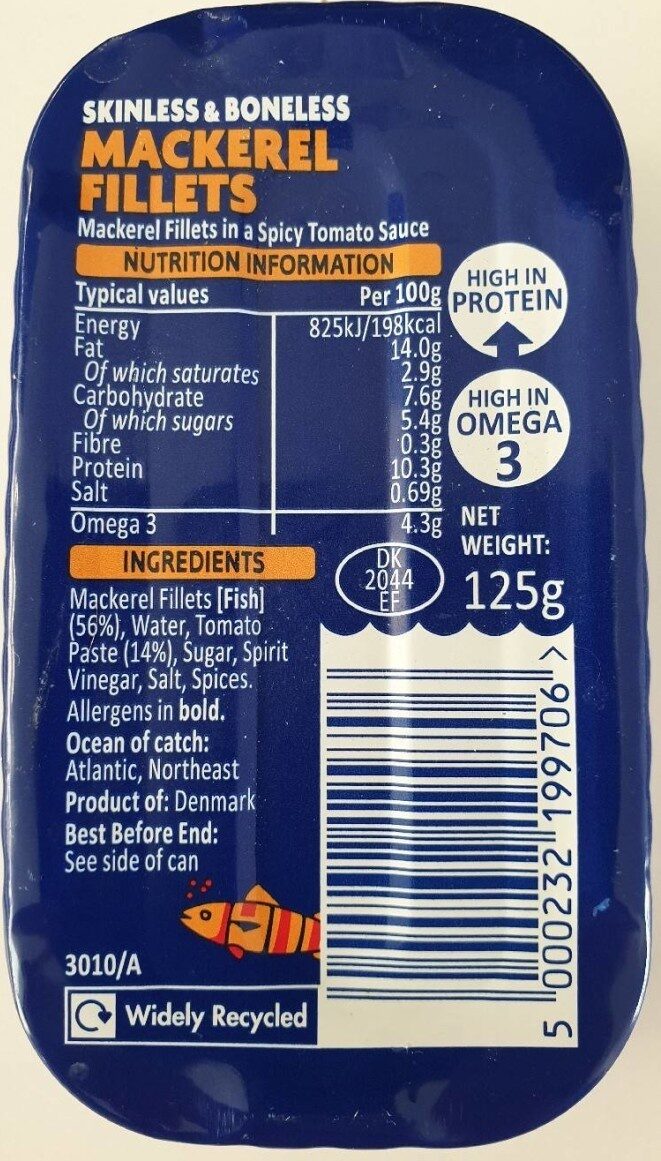 SKINLESS & BONELESS
MACKEREL
FILLETS
Mackerel Fillets in a Spicy Tomato Sauce
NUTRITION INFORMATION
Typical values Per 100g
Energy 825kJ/198kcal
Fat 14.0g
Of which saturates 2.9g
Carbohydrate 7.6g
Of which sugars 5.4g
Fibre 0.3g
Protein 10.3g
Salt 0.69g
Omega 3 4.3g
HIGH IN
PROTEIN
HIGH IN
OMEGA
3
NET
WEIGHT:
125g
DK
2044
EF
INGREDIENTS
Mackerel Fillets [Fish]
(56%), Water, Tomato
Paste (14%), Sugar, Spirit
Vinegar, Salt, Spices.
Allergens in bold.
Ocean of catch:
Atlantic, Northeast
Product of: Denmark
Best Before End:
See side of can
3010/A
Widely Recycled
5 000232 199706 >